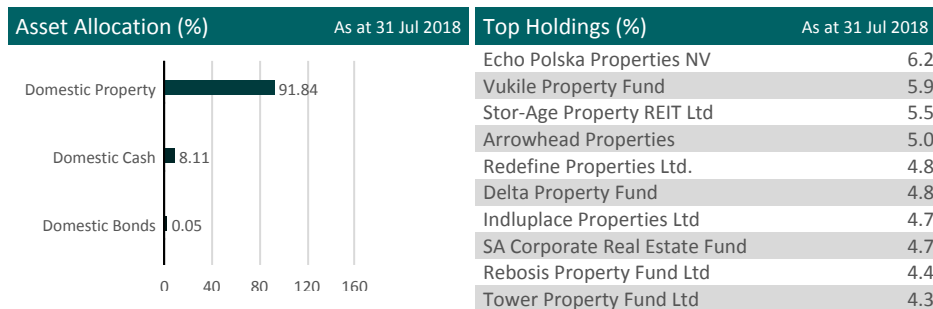 Asset Allocation (%) As at 31 Jul 2018
Domestic Property 91.84
Domestic Cash 8.11
Domestic Bonds 0.05
0 40 80 120 160
Top Holdings (%) As at 31 Jul 2018
Echo Polska Properties NV 6.2
Vukile Property Fund 5.9
Stor-Age Property REIT Ltd 5.5
Arrowhead Properties 5.0
Redefine Properties Ltd. 4.8
Delta Property Fund 4.8
Indluplace Properties Ltd 4.7
SA Corporate Real Estate Fund 4.7
Rebosis Property Fund Ltd 4.4
Tower Property Fund Ltd 4.3